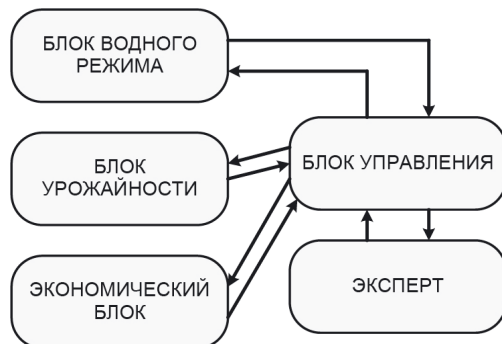 БЛОК ВОДНОГО
РЕЖИМА
БЛОК
УРОЖАЙНОСТИ
БЛОК УПРАВЛЕНИЯ
ЭКОНОМИЧЕСКИЙ
БЛОК
ЭКСПЕРТ